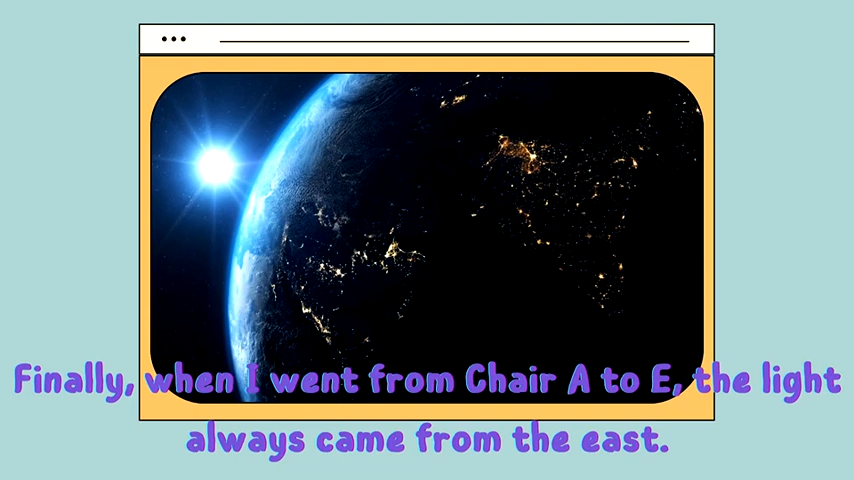 Finally, when I went from Chair A to E, the light
always came from the east.